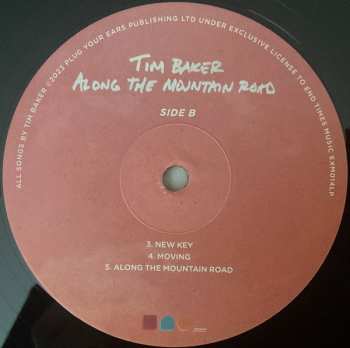 ALL SONGS BY TIM BAKER ©2023 PLUG YOUR EARS PUBLISHING LTD UNDER EXCLUSIVE LICENSE TO END TIMES MUSIC EXM014LP
TIM BAKER
ALONG THE MOUNTAIN ROAD
SIDE B
3. NEW KEY
4. MOVING
5. ALONG THE MOUNTAIN ROAD